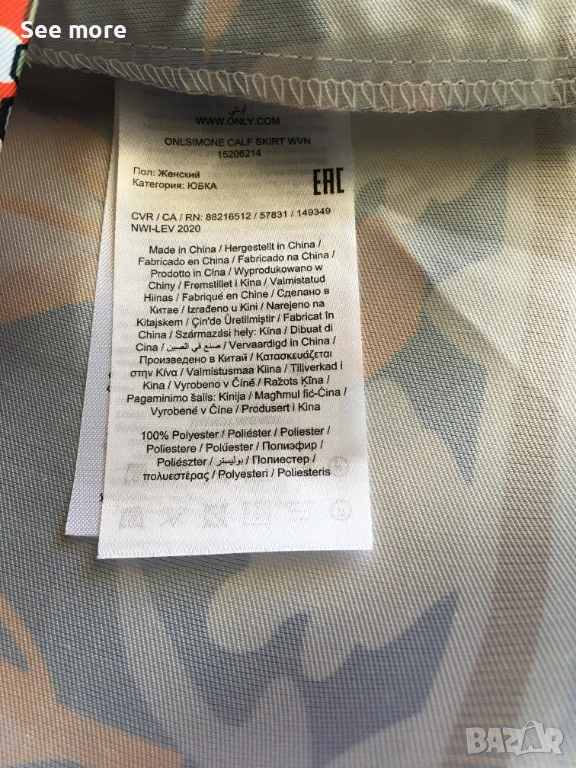 See more
أونلي
WWW.ONLY.COM
ONLSIMONE CALF SKIRT WVN
15206214
Пол: Женский
Категория: ЮБКА
EAC
CVR / CA / RN: 88216512 / 57831 / 149349
NWI-LEV 2020
Made in China / Hergestellt in China /
Fabricado en China / Fabricado na China /
Prodotto in Cina / Wyprodukowano w
Chiny / Fremstillet i Kina / Valmistatud
Hiinas / Fabriqué en Chine / Сделано в
Китае / Izrađeno u Kini / Narejeno na
Kitajskem / Çin'de Üretilmiştir / Fabricat în
China / Származási hely: Kína / Dibuat di
Cina / صنع في الصين / Vervaardigd in China /
Произведено в Китай / Κατασκευάζεται
στην Κίνα / Valmistusmaa Kiina / Tillverkad i
Kina / Vyrobeno v Číně / Ražots Ķīna /
Pagaminimo šalis: Kinija / Magħmul fiċ-Ċina /
Vyrobené v Číne / Produsert i Kina
100% Polyester / Poliéster / Poliester /
Poliestere / Polüester / Полиэфир /
Poliészter / بوليستر / Полиестер /
πολυεστέρας / Polyesteri / Poliesteris
BAZAR